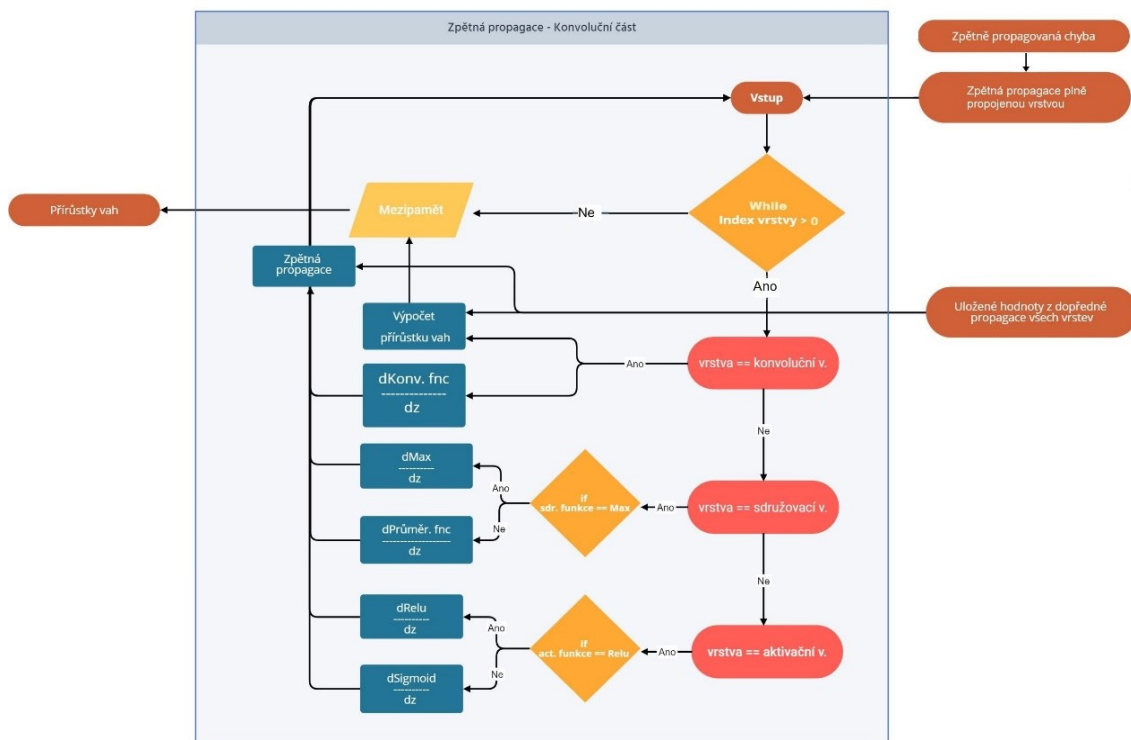 Zpětná propagace - Konvoluční část
Zpětně propagovaná chyba
Zpětná propagace plně
propojenou vrstvou
Vstup
While
Index vrstvy > 0
Ne
Mezipamět
Přírůstky vah
Ano
Zpětná
propagace
Uložené hodnoty z dopředné
propagace všech vrstev
Výpočet
přírůstku vah
vrstva == konvoluční v.
Ano
dKonv. fnc
--------------
dz
Ne
dMax
----------
dz
Ano
if
sdr. funkce == Max
Ano
vrstva == sdružovací v.
Ne
dPrůměr. fnc
-------------------
dz
Ne
dRelu
----------
dz
Ano
if
act. funkce == Relu
Ano
vrstva == aktivační v.
Ne
dSigmoid
----------
dz